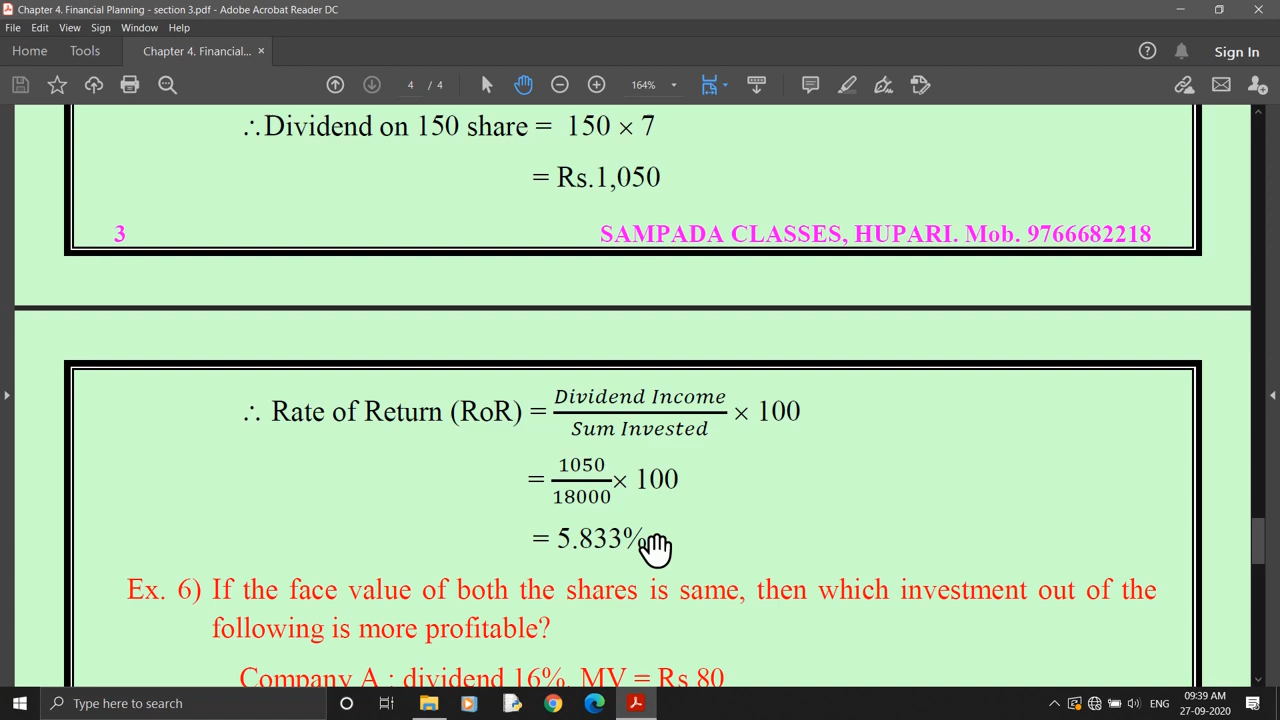 Chapter 4. Financial Planning - section 3.pdf - Adobe Acrobat Reader DC
File Edit View Sign Window Help
Home Tools Chapter 4. Financial... × Sign In
4 / 4 164%
∴Dividend on 150 share = 150 × 7
= Rs.1,050
3 SAMPADA CLASSES, HUPARI. Mob. 9766682218
∴ Rate of Return (RoR) = Dividend Income / Sum Invested × 100
= 1050 / 18000 × 100
= 5.833%
Ex. 6) If the face value of both the shares is same, then which investment out of the
following is more profitable?
Company A : dividend 16%, MV = Rs 80
Type here to search
ENG
09:39 AM
27-09-2020